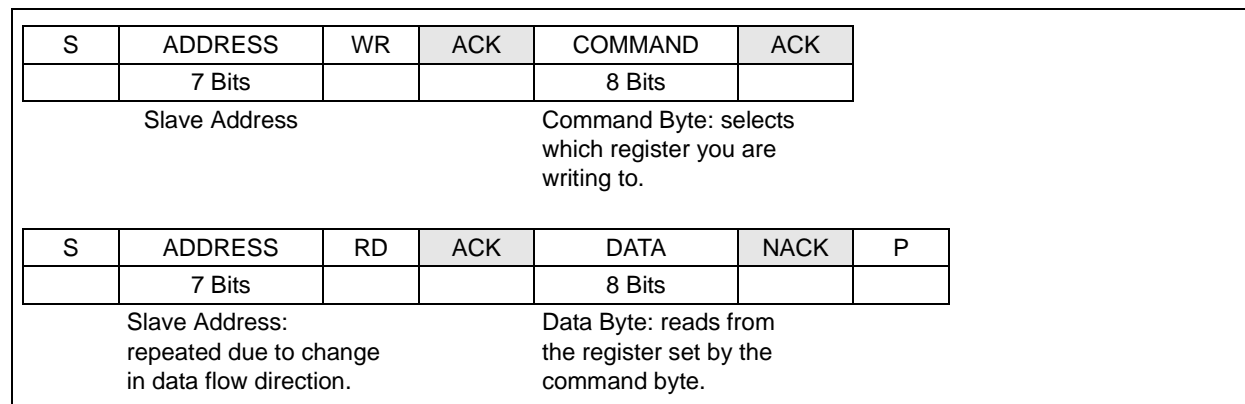 S ADDRESS WR ACK COMMAND ACK
7 Bits 8 Bits
Slave Address
Command Byte: selects
which register you are
writing to.
S ADDRESS RD ACK DATA NACK P
7 Bits 8 Bits
Slave Address:
repeated due to change
in data flow direction.
Data Byte: reads from
the register set by the
command byte.